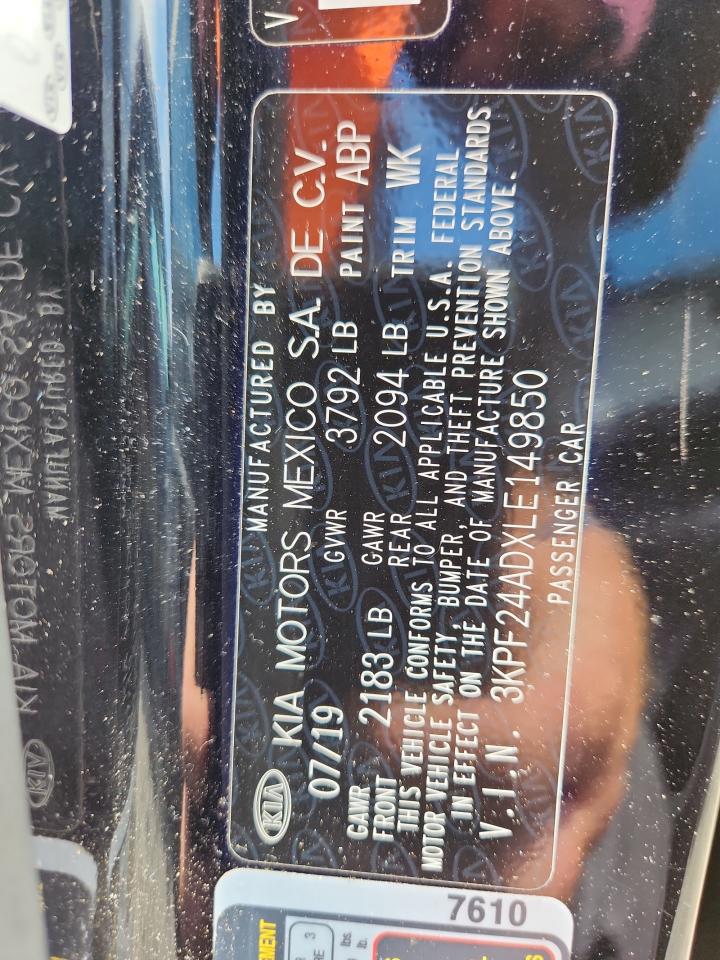 KIA
MANUFACTURED BY
KIA MOTORS MEXICO S.A. DE C.V.
07/19 GVWR 3792 LB PAINT ABP
GAWR FRONT 2183 LB GAWR REAR 2094 LB TRIM WK
THIS VEHICLE CONFORMS TO ALL APPLICABLE U.S.A. FEDERAL
MOTOR VEHICLE SAFETY, BUMPER, AND THEFT PREVENTION STANDARDS
IN EFFECT ON THE DATE OF MANUFACTURE SHOWN ABOVE.
V.I.N. 3KPF24ADXLE149850
PASSENGER CAR
7610